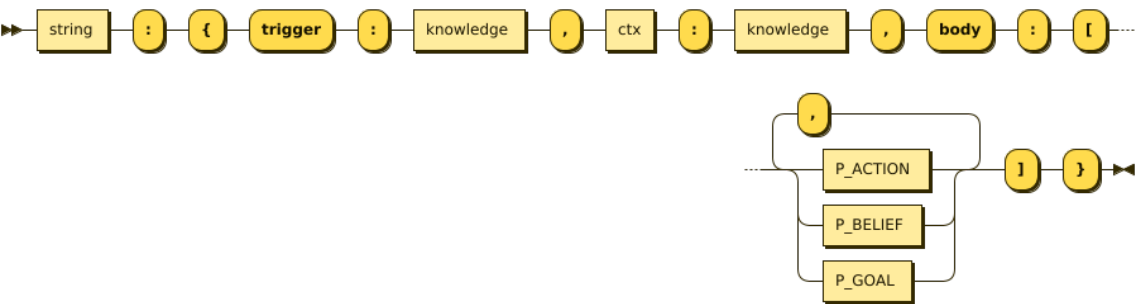 string : { trigger : knowledge , ctx : knowledge , body : [
,
P_ACTION ] }
P_BELIEF
P_GOAL